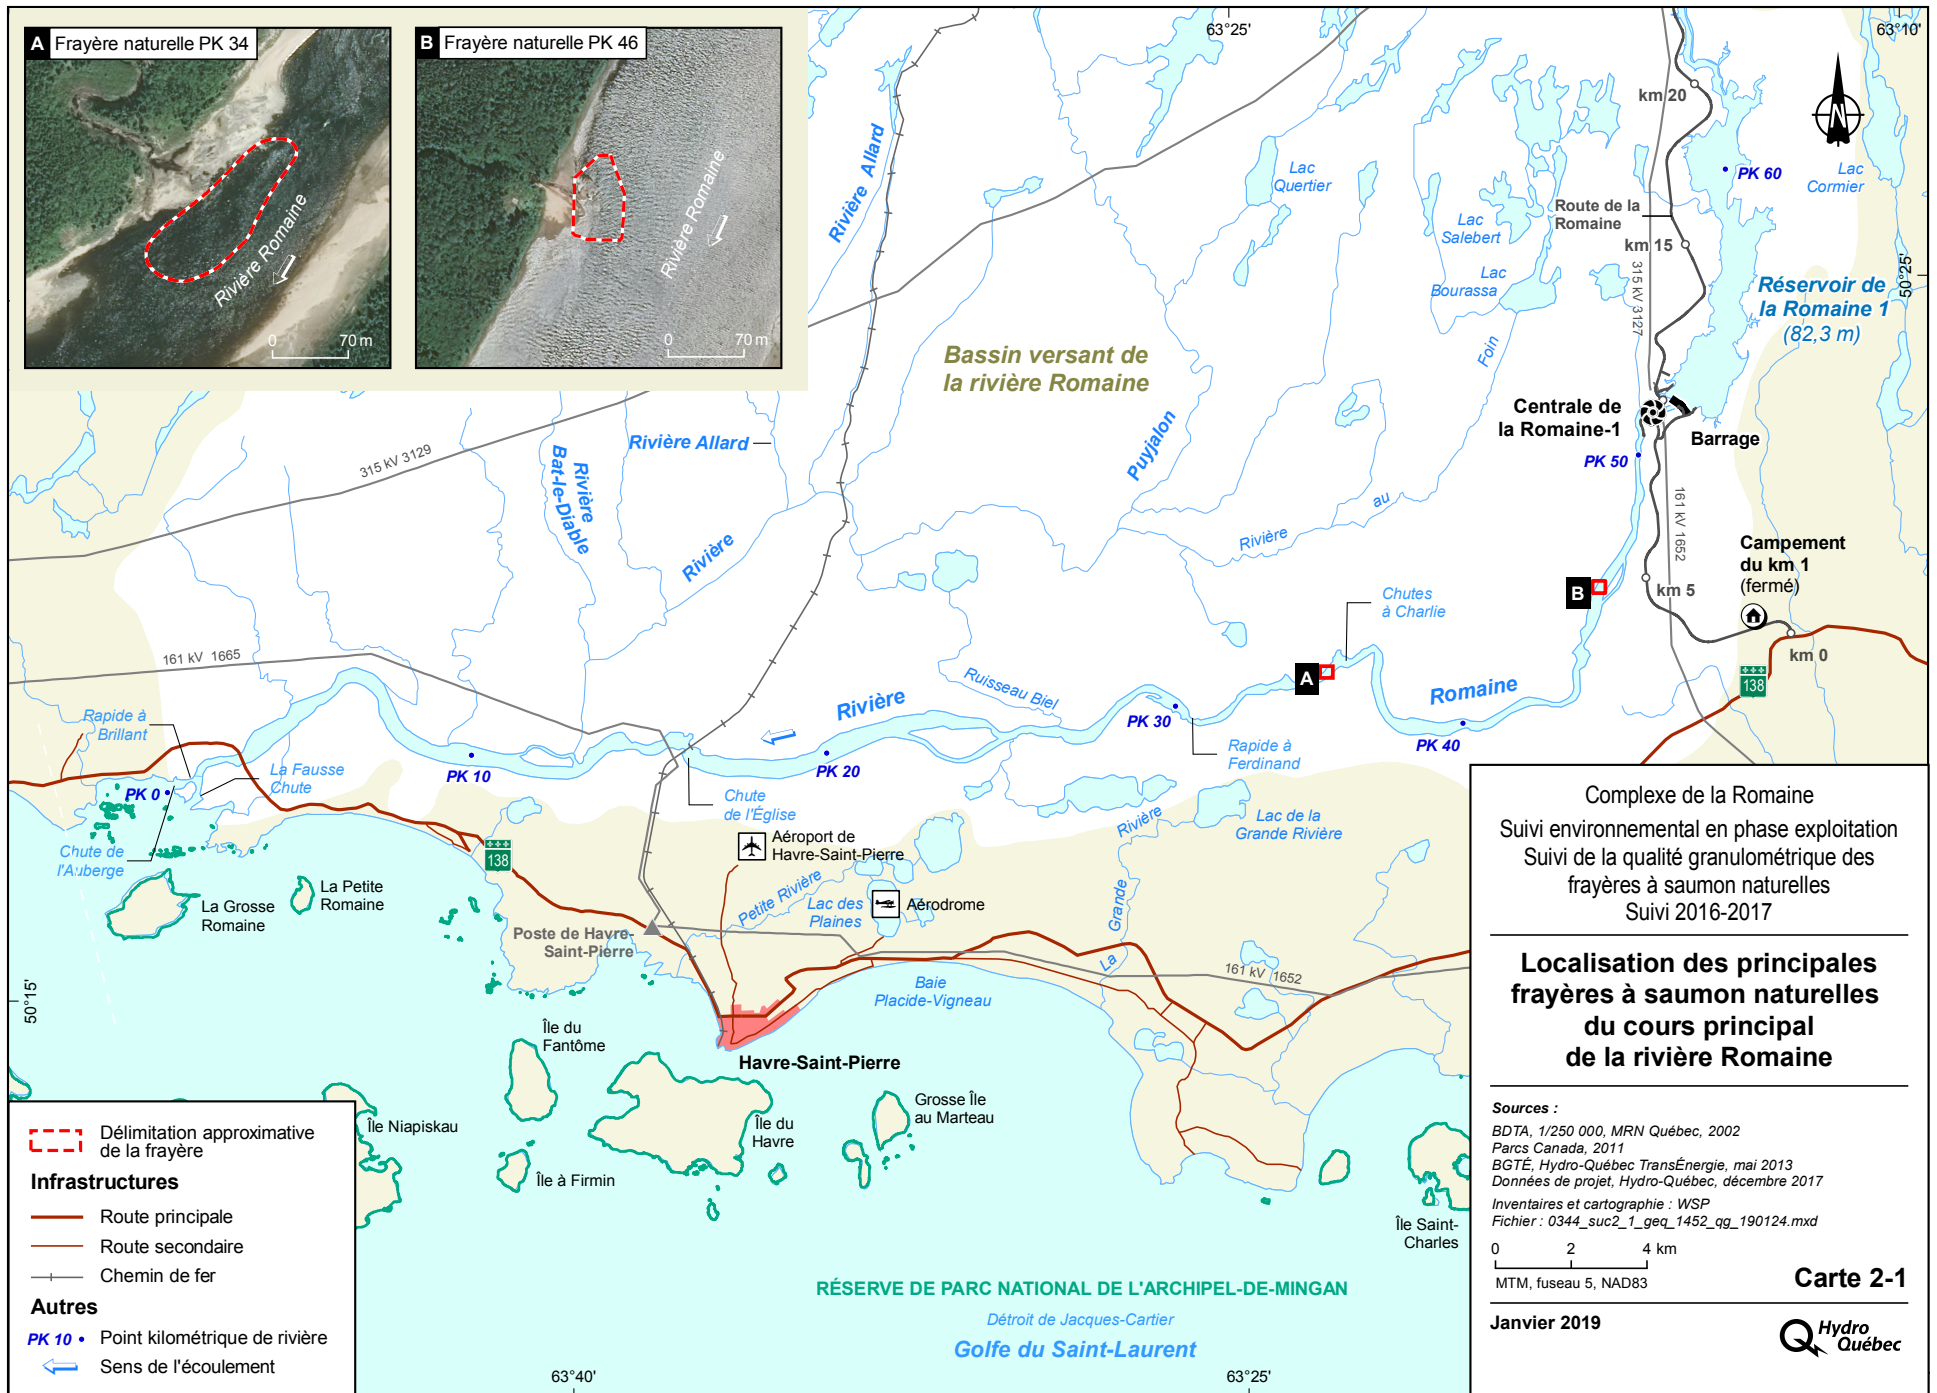 A Frayère naturelle PK 34
Rivière Romaine
0 70 m
B Frayère naturelle PK 46
Rivière Romaine
0 70 m
63°25'
63°10'
50°25'
km 20
PK 60
Lac
Cormier
Lac
Quertier
Rivière Allard
Lac
Salebert
Route de la
Romaine
km 15
Lac
Bourassa
315 kV 3127
Réservoir de
la Romaine 1
(82,3 m)
Bassin versant de
la rivière Romaine
Foin
Centrale de
la Romaine-1
Barrage
PK 50
315 kV 3129
Rivière
Bat-le-Diable
Rivière Allard
Puyjalon
au
Rivière
Rivière
161 kV 1652
Campement
du km 1
(fermé)
km 5
B
Chutes
à Charlie
km 0
138
161 kV 1665
A
Ruisseau Biel
Rivière
Romaine
PK 30
PK 40
Rapide à
Brillant
PK 0
La Fausse
Chute
PK 10
PK 20
Rapide à
Ferdinand
Chute
de l'Église
Chute de
l'Auberge
138
Aéroport de
Havre-Saint-Pierre
Rivière
Lac de la
Grande Rivière
La Grosse
Romaine
La Petite
Romaine
Petite Rivière
Lac des
Plaines
Aérodrome
Grande
La
Poste de Havre-
Saint-Pierre
161 kV 1652
Baie
Placide-Vigneau
50°15'
Île du
Fantôme
Havre-Saint-Pierre
Île Niapiskau
Île du
Havre
Grosse Île
au Marteau
Île à Firmin
Île Saint-
Charles
RÉSERVE DE PARC NATIONAL DE L'ARCHIPEL-DE-MINGAN
Détroit de Jacques-Cartier
Golfe du Saint-Laurent
63°40'
63°25'
Délimitation approximative
de la frayère
Infrastructures
Route principale
Route secondaire
Chemin de fer
Autres
PK 10 Point kilométrique de rivière
Sens de l'écoulement
Complexe de la Romaine
Suivi environnemental en phase exploitation
Suivi de la qualité granulométrique des
frayères à saumon naturelles
Suivi 2016-2017
Localisation des principales
frayères à saumon naturelles
du cours principal
de la rivière Romaine
Sources :
BDTA, 1/250 000, MRN Québec, 2002
Parcs Canada, 2011
BGTÉ, Hydro-Québec TransÉnergie, mai 2013
Données de projet, Hydro-Québec, décembre 2017
Inventaires et cartographie : WSP
Fichier : 0344_suc2_1_geq_1452_qg_190124.mxd
0 2 4 km
MTM, fuseau 5, NAD83
Carte 2-1
Janvier 2019
Hydro
Québec
N